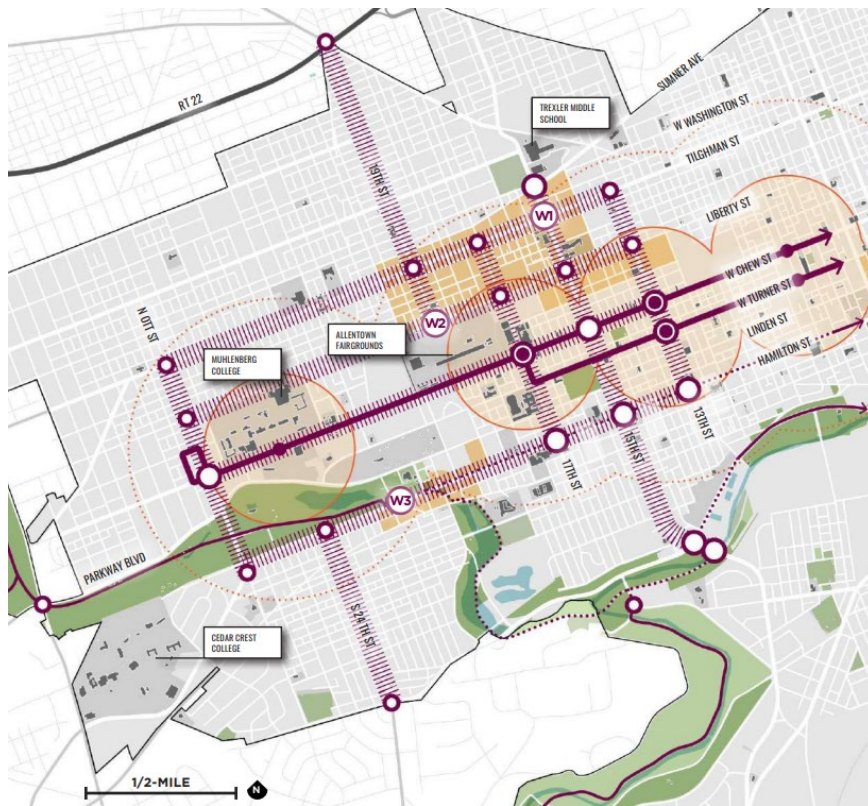 RT 22
SUMNER AVE
TREXLER MIDDLE
SCHOOL
W WASHINGTON ST
TILGHMAN ST
19TH ST
W1
LIBERTY ST
N OTT ST
W CHEW ST
W2
W TURNER ST
ALLENTOWN
FAIRGROUNDS
LINDEN ST
MUHLENBERG
COLLEGE
HAMILTON ST
13TH ST
15TH ST
17TH ST
W3
PARKWAY BLVD
S 24 TH ST
CEDAR CREST
COLLEGE
1/2-MILE
N